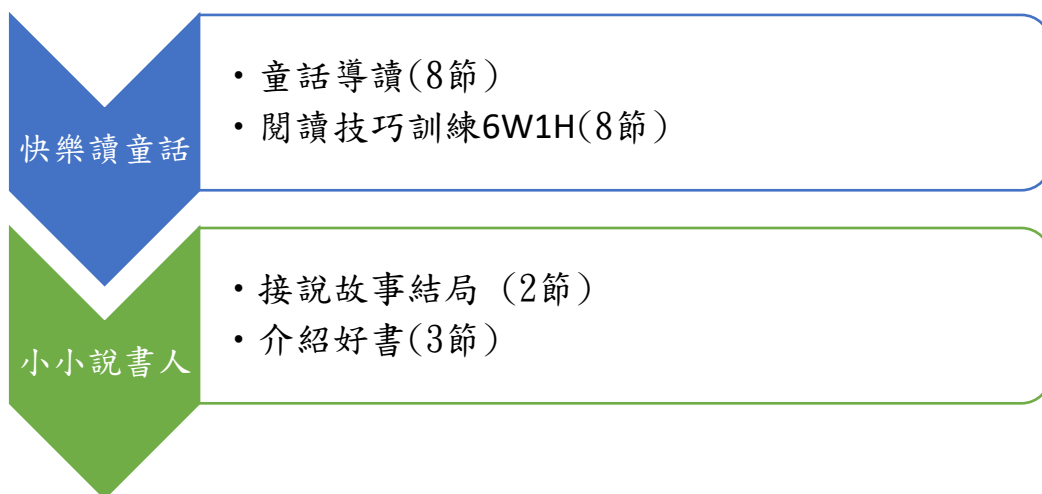 快樂讀童話
•童話導讀(8節)
•閱讀技巧訓練6W1H(8節)
小小說書人
•接說故事結局 (2節)
•介紹好書(3節)